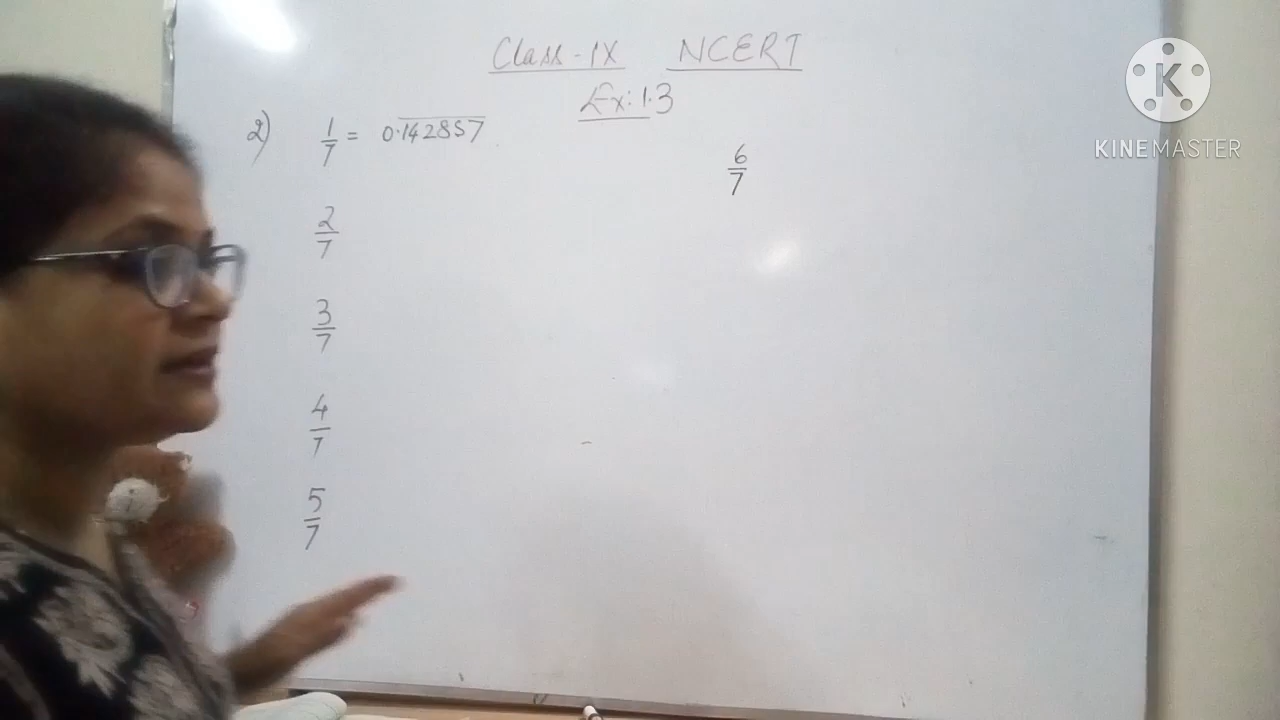 Class-IX NCERT
Ex: 1.3
2) 1/7 = 0.142857
6/7
2/7
3/7
4/7
5/7
K
KINEMASTER